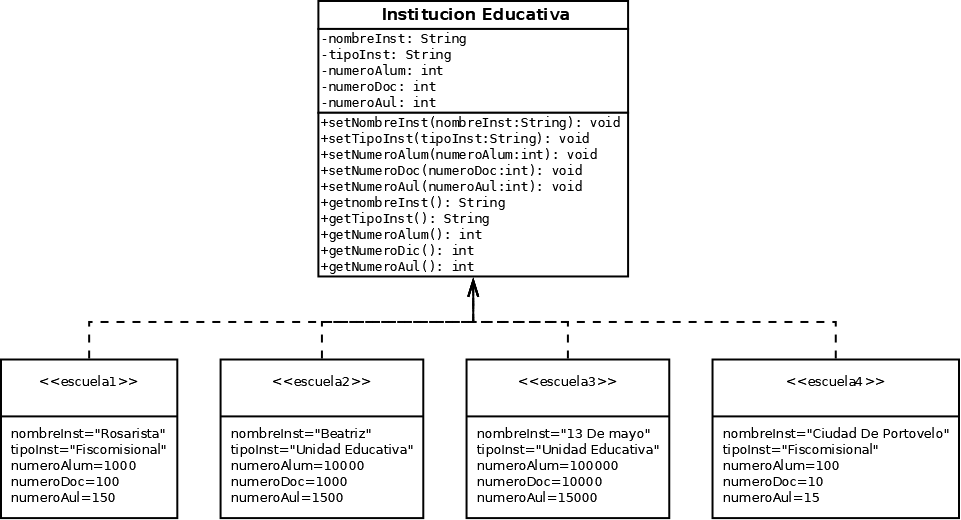 Institucion Educativa
-nombreInst: String
-tipoInst: String
-numeroAlum: int
-numeroDoc: int
-numeroAul: int
+setNombreInst(nombreInst:String): void
+setTipoInst(tipoInst:String): void
+setNumeroAlum(numeroAlum:int): void
+setNumeroDoc(numeroDoc:int): void
+setNumeroAul(numeroAul:int): void
+getnombreInst(): String
+getTipoInst(): String
+getNumeroAlum(): int
+getNumeroDic(): int
+getNumeroAul(): int
<<escuela1>>
nombreInst="Rosarista"
tipoInst="Fiscomisional"
numeroAlum=1000
numeroDoc=100
numeroAul=150
<<escuela2>>
nombreInst="Beatriz"
tipoInst="Unidad Educativa"
numeroAlum=10000
numeroDoc=1000
numeroAul=1500
<<escuela3>>
nombreInst="13 De mayo"
tipoInst="Unidad Educativa"
numeroAlum=100000
numeroDoc=10000
numeroAul=15000
<<escuela4>>
nombreInst="Ciudad De Portovelo"
tipoInst="Fiscomisional"
numeroAlum=100
numeroDoc=10
numeroAul=15